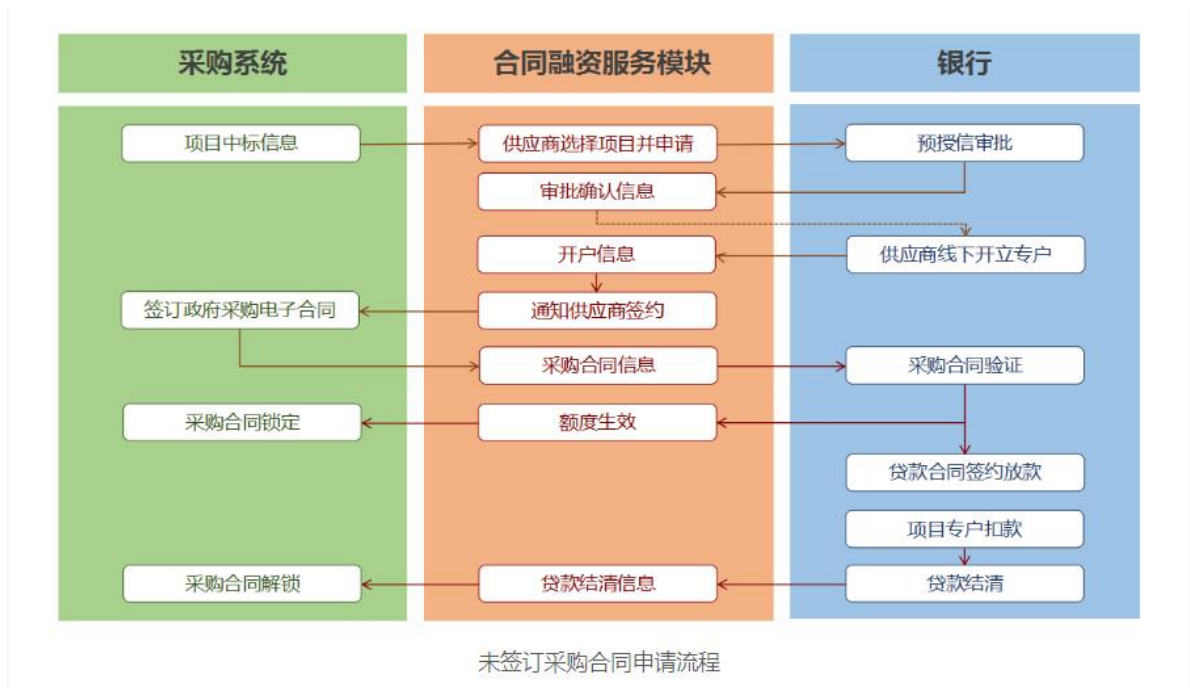 采购系统
合同融资服务模块
银行
项目中标信息
供应商选择项目并申请
预授信审批
审批确认信息
开户信息
供应商线下开立专户
签订政府采购电子合同
通知供应商签约
采购合同信息
采购合同验证
采购合同锁定
额度生效
贷款合同签约放款
项目专户扣款
采购合同解锁
贷款结清信息
贷款结清
未签订采购合同申请流程